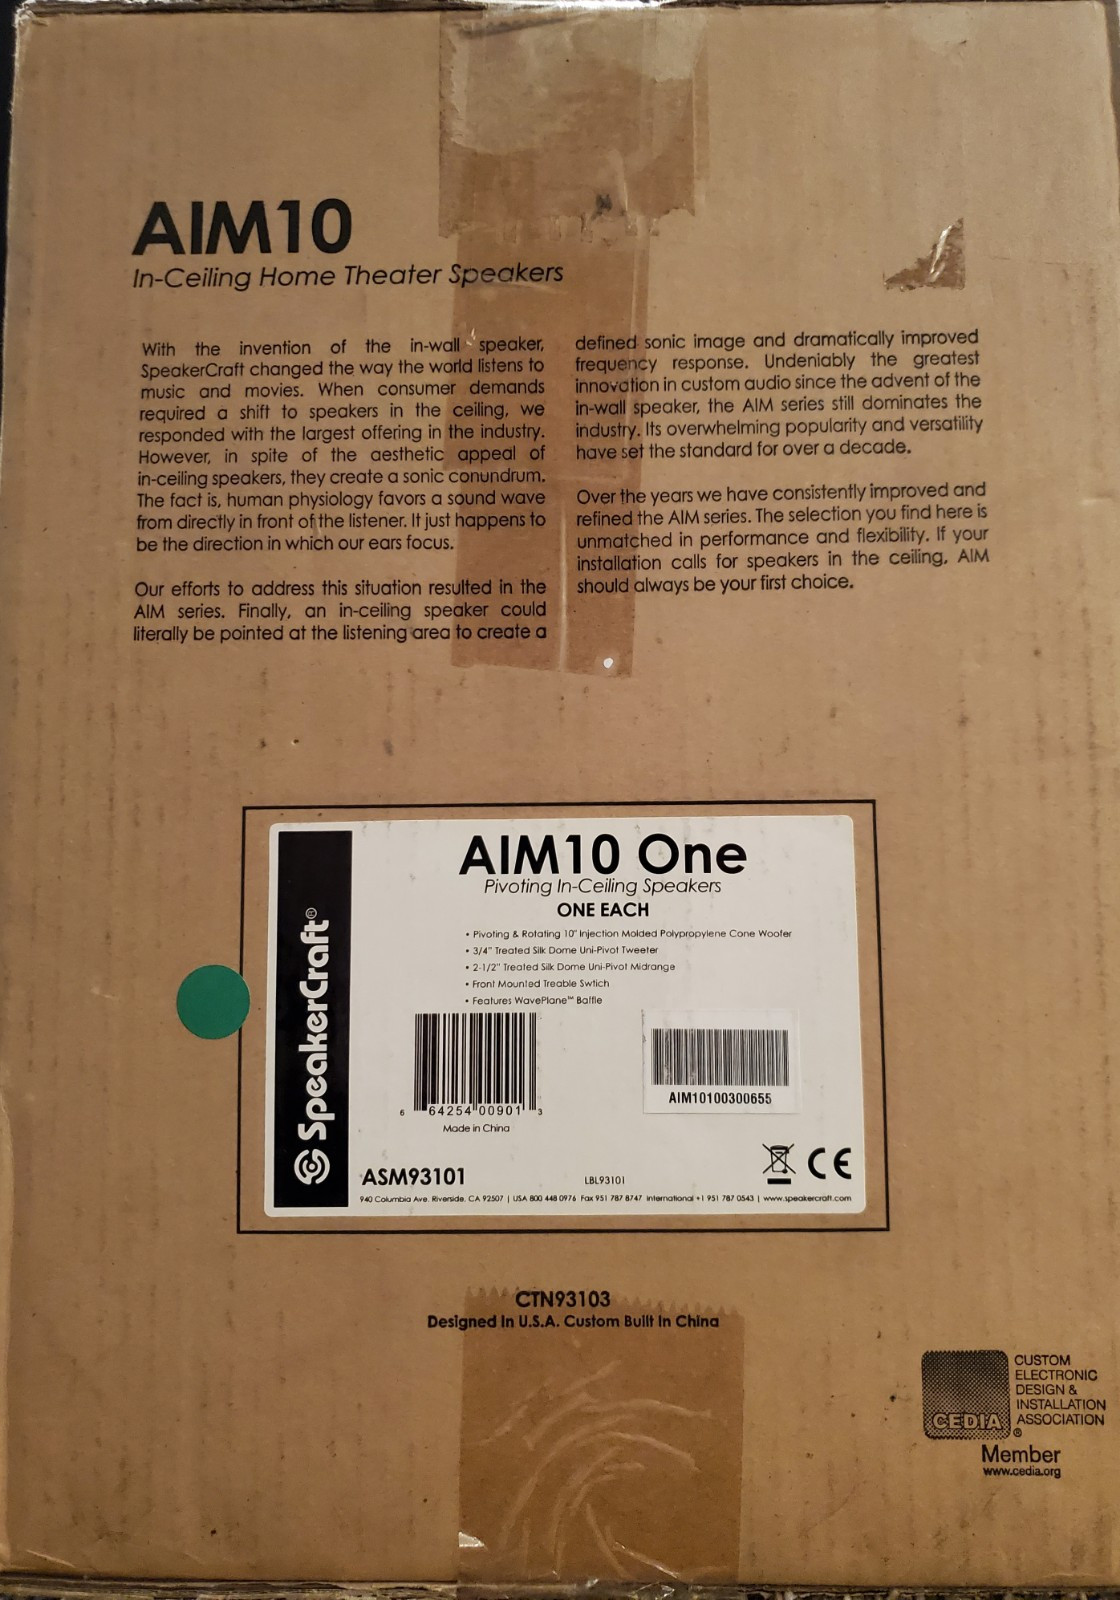 AIM10
In-Ceiling Home Theater Speakers
With the invention of the in-wall speaker,
SpeakerCraft changed the way the world listens to
music and movies. When consumer demands
required a shift to speakers in the ceiling, we
responded with the largest offering in the industry.
However, in spite of the aesthetic appeal of
in-ceiling speakers, they create a sonic conundrum.
The fact is, human physiology favors a sound wave
from directly in front of the listener. It just happens to
be the direction in which our ears focus.
Our efforts to address this situation resulted in the
AIM series. Finally, an in-ceiling speaker could
literally be pointed at the listening area to create a
defined sonic image and dramatically improved
frequency response. Undeniably the greatest
innovation in custom audio since the advent of the
in-wall speaker, the AIM series still dominates the
industry. Its overwhelming popularity and versatility
have set the standard for over a decade.
Over the years we have consistently improved and
refined the AIM series. The selection you find here is
unmatched in performance and flexibility. If your
installation calls for speakers in the ceiling, AIM
should always be your first choice.
SpeakerCraft®
AIM10 One
Pivoting In-Ceiling Speakers
ONE EACH
• Pivoting & Rotating 10" Injection Molded Polypropylene Cone Woofer
• 3/4" Treated Silk Dome Uni-Pivot Tweeter
• 2-1/2" Treated Silk Dome Uni-Pivot Midrange
• Front Mounted Treable Swtich
• Features WavePlane™ Baffle
6 64254 00901 3
Made in China
AIM10100300655
ASM93101
LBL93101
CE
940 Columbia Ave. Riverside, CA 92507 | USA 800 448 0976 Fax 951 787 8747 International +1 951 787 0543 | www.speakercraft.com
CTN93103
Designed In U.S.A. Custom Built In China
CEDIA®
CUSTOM
ELECTRONIC
DESIGN &
INSTALLATION
ASSOCIATION
Member
www.cedia.org